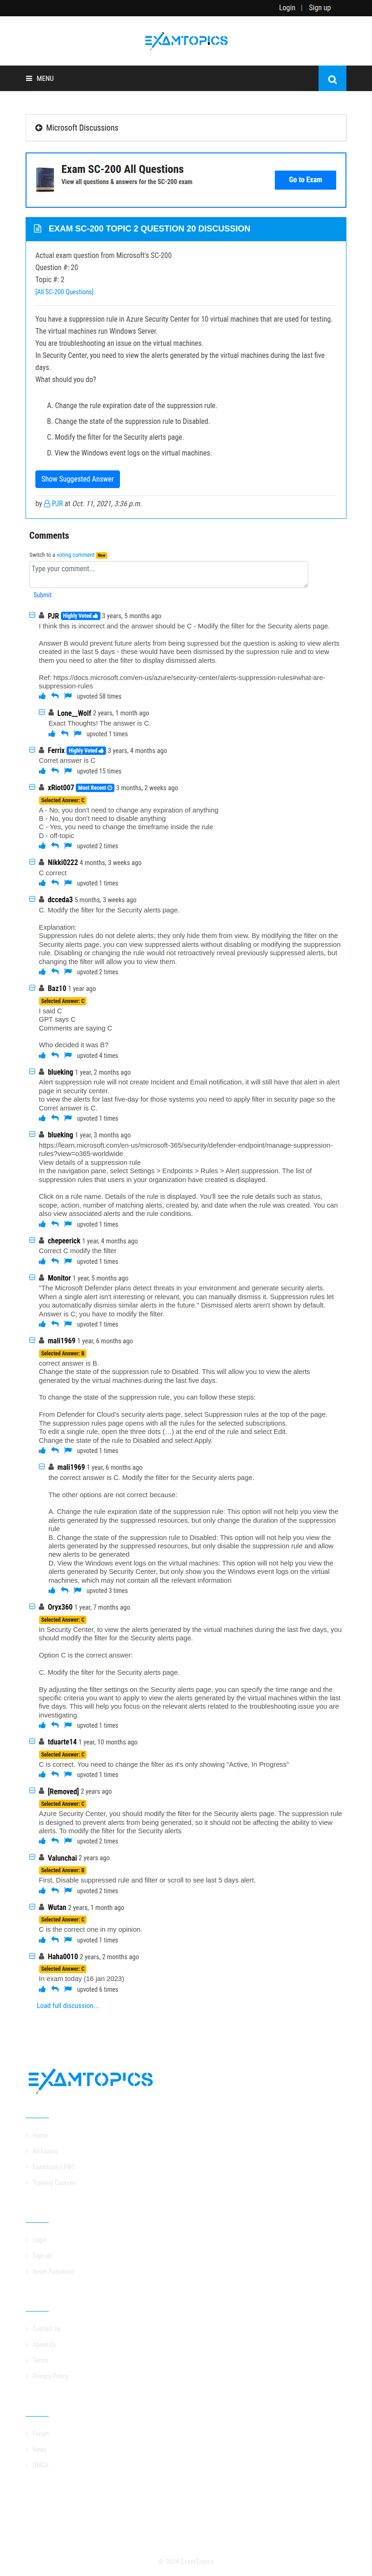 Login | Sign up
EXAMTOPICS
MENU
Microsoft Discussions
Exam SC-200 All Questions
View all questions & answers for the SC-200 exam
Go to Exam
EXAM SC-200 TOPIC 2 QUESTION 20 DISCUSSION
Actual exam question from Microsoft's SC-200
Question #: 20
Topic #: 2
[All SC-200 Questions]
You have a suppression rule in Azure Security Center for 10 virtual machines that are used for testing.
The virtual machines run Windows Server.
You are troubleshooting an issue on the virtual machines.
In Security Center, you need to view the alerts generated by the virtual machines during the last five
days.
What should you do?
A. Change the rule expiration date of the suppression rule.
B. Change the state of the suppression rule to Disabled.
C. Modify the filter for the Security alerts page.
D. View the Windows event logs on the virtual machines.
Show Suggested Answer
by PJR at Oct. 11, 2021, 3:36 p.m.
Comments
Switch to a voting comment New
Type your comment...
Submit
PJR Highly Voted 3 years, 5 months ago
I think this is incorrect and the answer should be C - Modify the filter for the Security alerts page.
Answer B would prevent future alerts from being supressed but the question is asking to view alerts
created in the last 5 days - these would have been dismissed by the supression rule and to view
them you need to alter the filter to display dismissed alerts.
Ref: https://docs.microsoft.com/en-us/azure/security-center/alerts-suppression-rules#what-are-
suppression-rules
upvoted 58 times
Lone__Wolf 2 years, 1 month ago
Exact Thoughts! The answer is C.
upvoted 1 times
Ferrix Highly Voted 3 years, 4 months ago
Corret answer is C
upvoted 15 times
xRiot007 Most Recent 3 months, 2 weeks ago
Selected Answer: C
A - No, you don't need to change any expiration of anything
B - No, you don't need to disable anything
C - Yes, you need to change the timeframe inside the rule
D - off-topic
upvoted 2 times
Nikki0222 4 months, 3 weeks ago
C correct
upvoted 1 times
dcceda3 5 months, 3 weeks ago
C. Modify the filter for the Security alerts page.
Explanation:
Suppression rules do not delete alerts; they only hide them from view. By modifying the filter on the
Security alerts page, you can view suppressed alerts without disabling or modifying the suppression
rule. Disabling or changing the rule would not retroactively reveal previously suppressed alerts, but
changing the filter will allow you to view them.
upvoted 2 times
Baz10 1 year ago
Selected Answer: C
I said C
GPT says C
Comments are saying C
Who decided it was B?
upvoted 4 times
blueking 1 year, 2 months ago
Alert suppression rule will not create Incident and Email notification, it will still have that alert in alert
page in security center.
to view the alerts for last five-day for those systems you need to apply filter in security page so the
Corret answer is C.
upvoted 1 times
blueking 1 year, 3 months ago
https://learn.microsoft.com/en-us/microsoft-365/security/defender-endpoint/manage-suppression-
rules?view=o365-worldwide
View details of a suppression rule
In the navigation pane, select Settings > Endpoints > Rules > Alert suppression. The list of
suppression rules that users in your organization have created is displayed.
Click on a rule name. Details of the rule is displayed. You'll see the rule details such as status,
scope, action, number of matching alerts, created by, and date when the rule was created. You can
also view associated alerts and the rule conditions.
upvoted 1 times
chepeerick 1 year, 4 months ago
Correct C modify the filter
upvoted 1 times
Monitor 1 year, 5 months ago
"The Microsoft Defender plans detect threats in your environment and generate security alerts.
When a single alert isn't interesting or relevant, you can manually dismiss it. Suppression rules let
you automatically dismiss similar alerts in the future." Dismissed alerts aren't shown by default.
Answer is C; you have to modify the filter.
upvoted 1 times
mali1969 1 year, 6 months ago
Selected Answer: B
correct answer is B.
Change the state of the suppression rule to Disabled. This will allow you to view the alerts
generated by the virtual machines during the last five days.
To change the state of the suppression rule, you can follow these steps:
From Defender for Cloud's security alerts page, select Suppression rules at the top of the page.
The suppression rules page opens with all the rules for the selected subscriptions.
To edit a single rule, open the three dots (...) at the end of the rule and select Edit.
Change the state of the rule to Disabled and select Apply.
upvoted 1 times
mali1969 1 year, 6 months ago
the correct answer is C. Modify the filter for the Security alerts page.
The other options are not correct because:
A. Change the rule expiration date of the suppression rule: This option will not help you view the
alerts generated by the suppressed resources, but only change the duration of the suppression
rule
B. Change the state of the suppression rule to Disabled: This option will not help you view the
alerts generated by the suppressed resources, but only disable the suppression rule and allow
new alerts to be generated
D. View the Windows event logs on the virtual machines: This option will not help you view the
alerts generated by Security Center, but only show you the Windows event logs on the virtual
machines, which may not contain all the relevant information
upvoted 3 times
Oryx360 1 year, 7 months ago
Selected Answer: C
In Security Center, to view the alerts generated by the virtual machines during the last five days, you
should modify the filter for the Security alerts page.
Option C is the correct answer:
C. Modify the filter for the Security alerts page.
By adjusting the filter settings on the Security alerts page, you can specify the time range and the
specific criteria you want to apply to view the alerts generated by the virtual machines within the last
five days. This will help you focus on the relevant alerts related to the troubleshooting issue you are
investigating.
upvoted 1 times
tduarte14 1 year, 10 months ago
Selected Answer: C
C is correct. You need to change the filter as it's only showing "Active, In Progress"
upvoted 1 times
[Removed] 2 years ago
Selected Answer: C
Azure Security Center, you should modify the filter for the Security alerts page. The suppression rule
is designed to prevent alerts from being generated, so it should not be affecting the ability to view
alerts. To modify the filter for the Security alerts
upvoted 2 times
Valunchai 2 years ago
Selected Answer: B
First, Disable suppressed rule and filter or scroll to see last 5 days alert.
upvoted 2 times
Wutan 2 years, 1 month ago
Selected Answer: C
C is the correct one in my opinion.
upvoted 1 times
Haha0010 2 years, 2 months ago
Selected Answer: C
In exam today (16 jan 2023)
upvoted 6 times
Load full discussion...
EXAMTOPICS
Home
All Exams
Examtopics PRO
Training Courses
Login
Sign up
Reset Password
Contact Us
About Us
Terms
Privacy Policy
Forum
News
DMCA
© 2024 ExamTopics